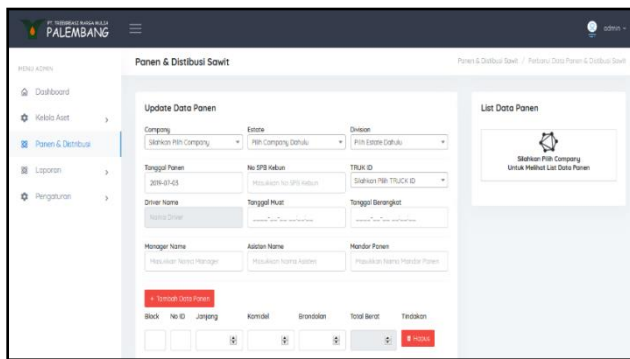 PT. TREEBRASIZ WARGA MULIA
PALEMBANG
admin
MENU ADMIN
Dashboard
Kelola Aset
Panen & Distribusi
Laporan
Pengaturan
Panen & Distibusi Sawit
Panen & Distibusi Sawit / Perbarui Data Panen & Distibusi Sawit
Update Data Panen
Company Estate Division
Silahkan Pilih Company Pilih Company Dahulu Pilih Estate Dahulu
Tanggal Panen No SPB Kebun TRUK ID
2019-07-03 Masukkan No SPB Kebun Silahkan Pilih TRUCK ID
Driver Name Tanggal Muat Tanggal Berangkat
Nama Driver
Manager Name Asisten Name Mandor Panen
Masukkan Nama Manager Masukkan Nama Asisten Masukkan Nama Mandor Panen
+ Tambah Data Panen
Block No ID Janjang Komidel Brondolan Total Berat Tindakan
Hapus
List Data Panen
Silahkan Pilih Company
Untuk Melihat List Data Panen